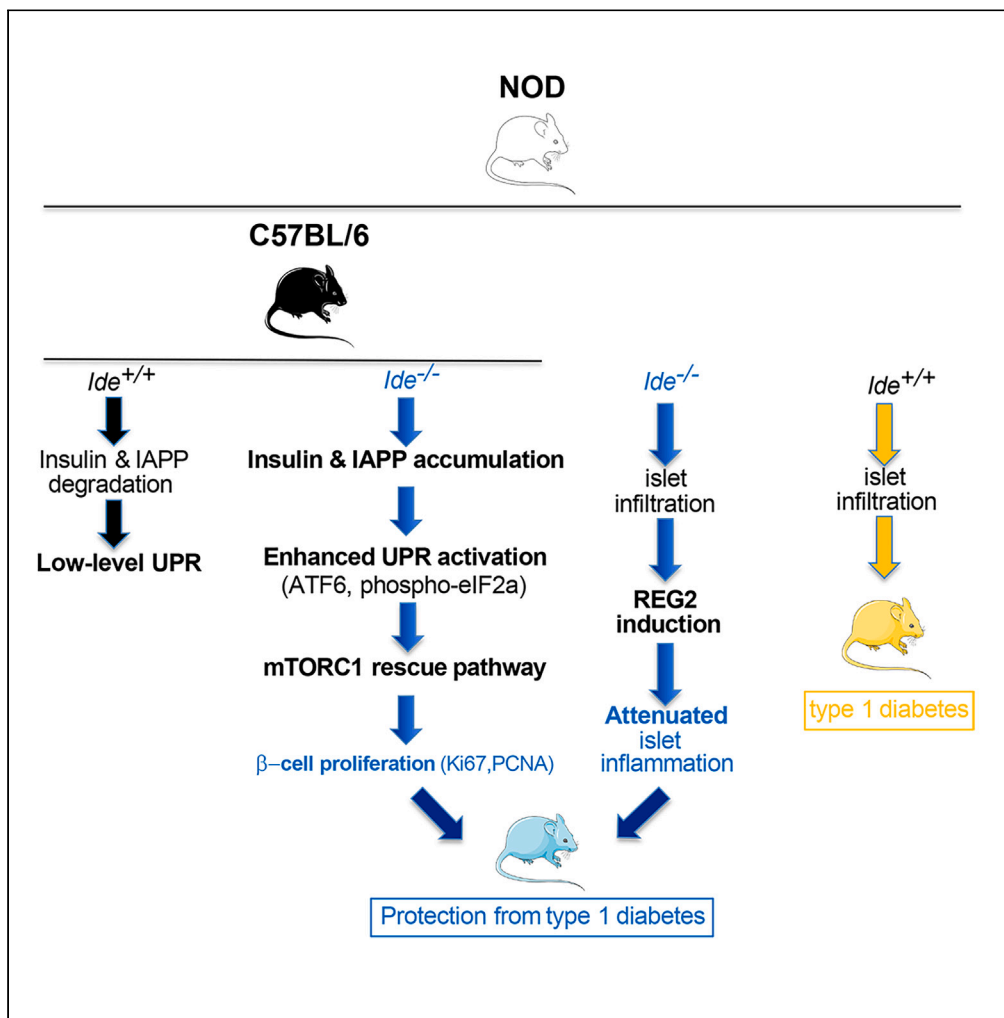 NOD
C57BL/6
Ide+/+
Insulin & IAPP
degradation
Low-level UPR
Ide-/-
Insulin & IAPP accumulation
Enhanced UPR activation
(ATF6, phospho-eIF2a)
mTORC1 rescue pathway
β–cell proliferation (Ki67,PCNA)
Ide-/-
islet
infiltration
REG2
induction
Attenuated
islet
inflammation
Ide+/+
islet
infiltration
type 1 diabetes
Protection from type 1 diabetes